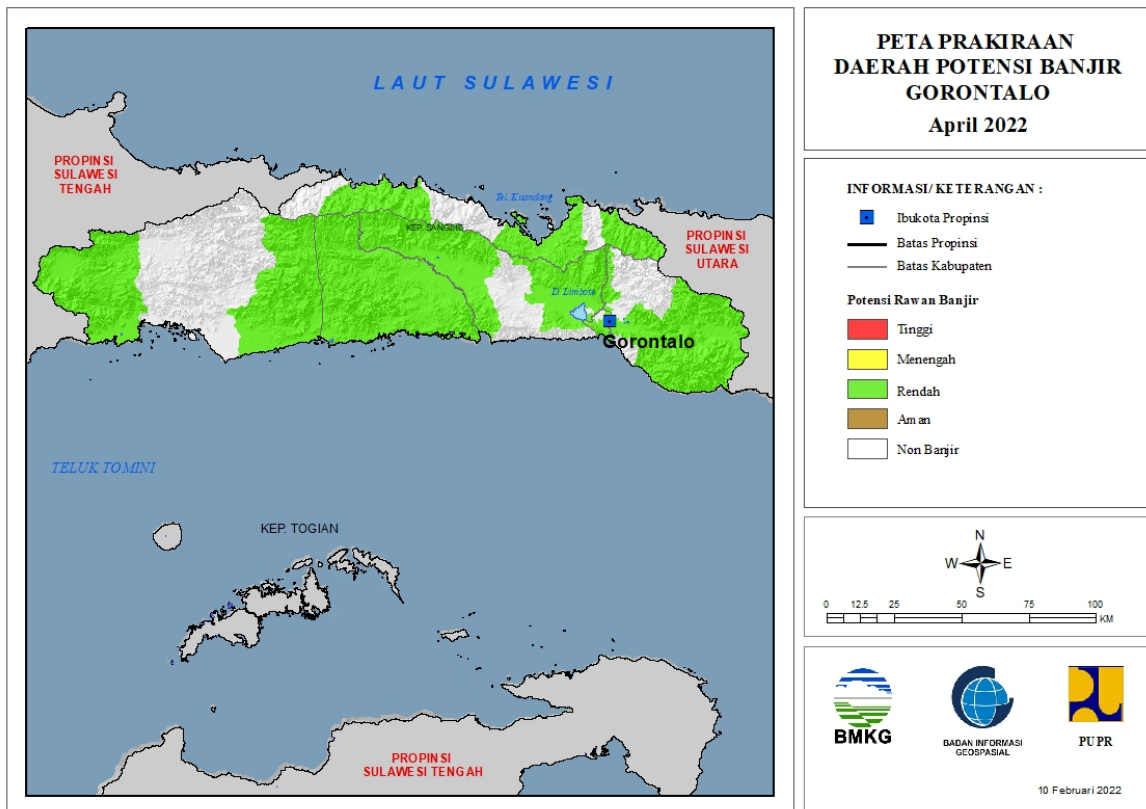 LAUT SULAWESI
PROPINSI
SULAWESI
TENGAH
Tel. Kuandang
KEP. SANGIHE
PROPINSI
SULAWESI
UTARA
D. Limboto
Gorontalo
TELUK TOMINI
KEP. TOGIAN
PROPINSI
SULAWESI TENGAH
PETA PRAKIRAAN
DAERAH POTENSI BANJIR
GORONTALO
April 2022
INFORMASI/ KETERANGAN :
Ibukota Propinsi
Batas Propinsi
Batas Kabupaten
Potensi Rawan Banjir
Tinggi
Menengah
Rendah
Aman
Non Banjir
N
W E
S
0 12.5 25 50 75 100
KM
BMKG
BADAN INFORMASI
GEOSPASIAL
PUPR
10 Februari 2022